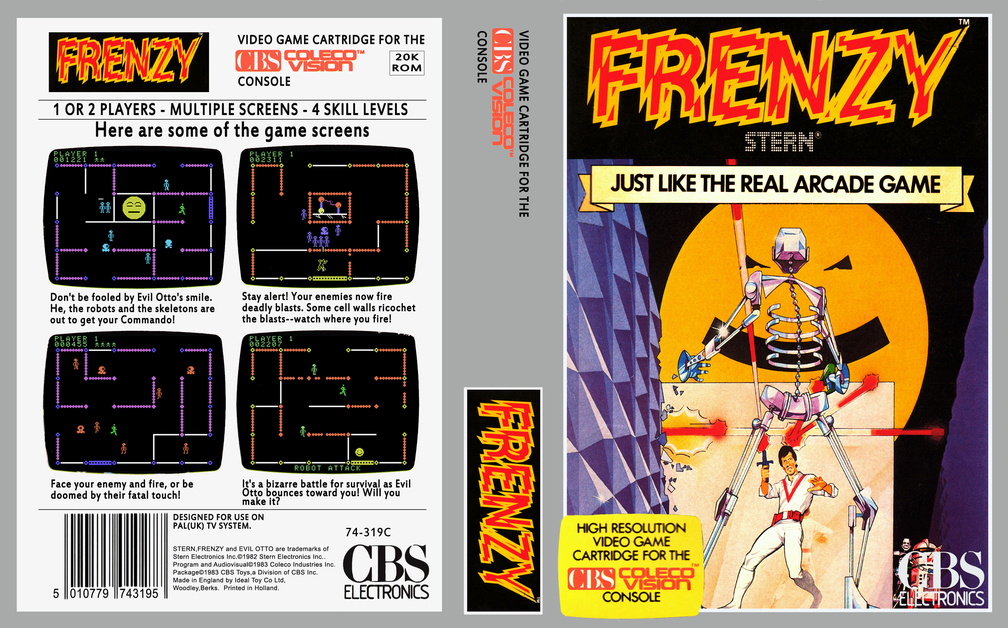 FRENZY
VIDEO GAME CARTRIDGE FOR THE
CBS COLECO VISION™
CONSOLE
20K
ROM
1 OR 2 PLAYERS - MULTIPLE SCREENS - 4 SKILL LEVELS
Here are some of the game screens
PLAYER 1
001221
PLAYER 1
002311
Don't be fooled by Evil Otto's smile.
He, the robots and the skeletons are
out to get your Commando!
Stay alert! Your enemies now fire
deadly blasts. Some cell walls ricochet
the blasts--watch where you fire!
PLAYER 1
000455
PLAYER 1
002207
ROBOT ATTACK
Face your enemy and fire, or be
doomed by their fatal touch!
It's a bizarre battle for survival as Evil
Otto bounces toward you! Will you
make it?
DESIGNED FOR USE ON
PAL(UK) TV SYSTEM.
74-319C
STERN,FRENZY and EVIL OTTO are trademarks of
Stern Electronics Inc.©1982 Stern Electronics Inc..
Program and Audiovisual©1983 Coleco Industries Inc.
Package©1983 CBS Toys,a Division of CBS Inc.
Made in England by Ideal Toy Co Ltd,
Woodley,Berks. Printed in Holland.
5 010779 743195
CBS
ELECTRONICS
VIDEO GAME CARTRIDGE FOR THE
CBS COLECO VISION™
CONSOLE
FRENZY
FRENZY™
STERN®
JUST LIKE THE REAL ARCADE GAME
HIGH RESOLUTION
VIDEO GAME
CARTRIDGE FOR THE
CBS COLECO VISION™
CONSOLE
CBS
ELECTRONICS